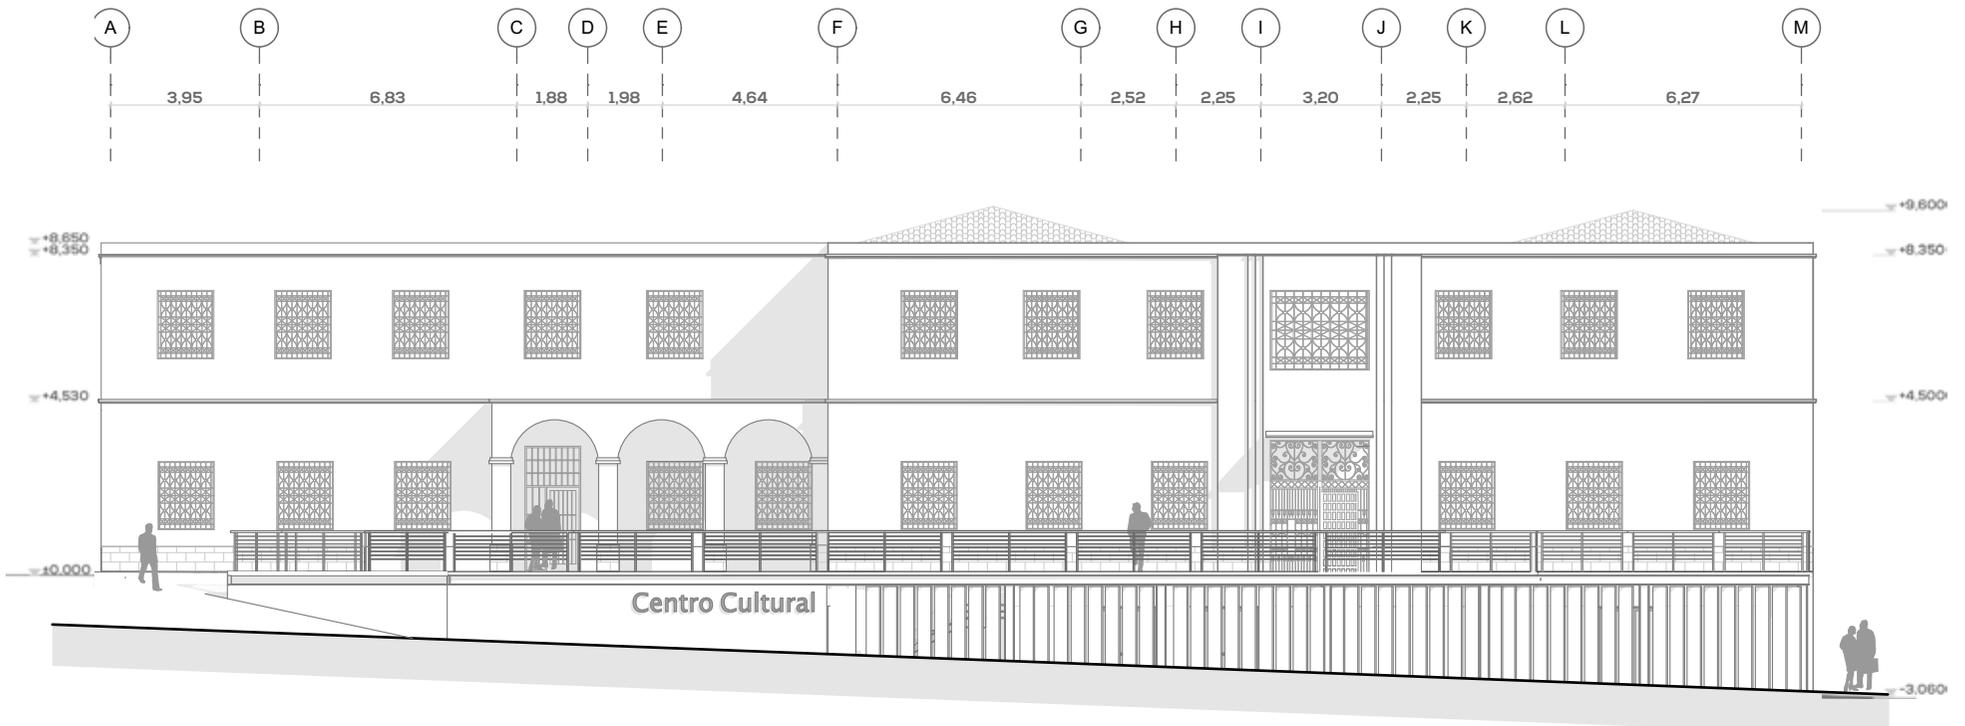 A B C D E F G H I J K L M
3,95 6,83 1,88 1,98 4,64 6,46 2,52 2,25 3,20 2,25 2,62 6,27
+9,600
+8,650
+8,350 +8,350
+4,530 +4,500
±0.000
Centro Cultural
-3.060